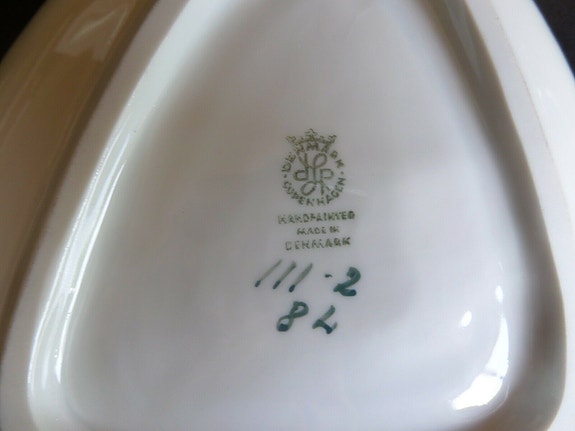 DENMARK
COPENHAGEN
HANDPAINTED
MADE IN
DENMARK
111-2
8L